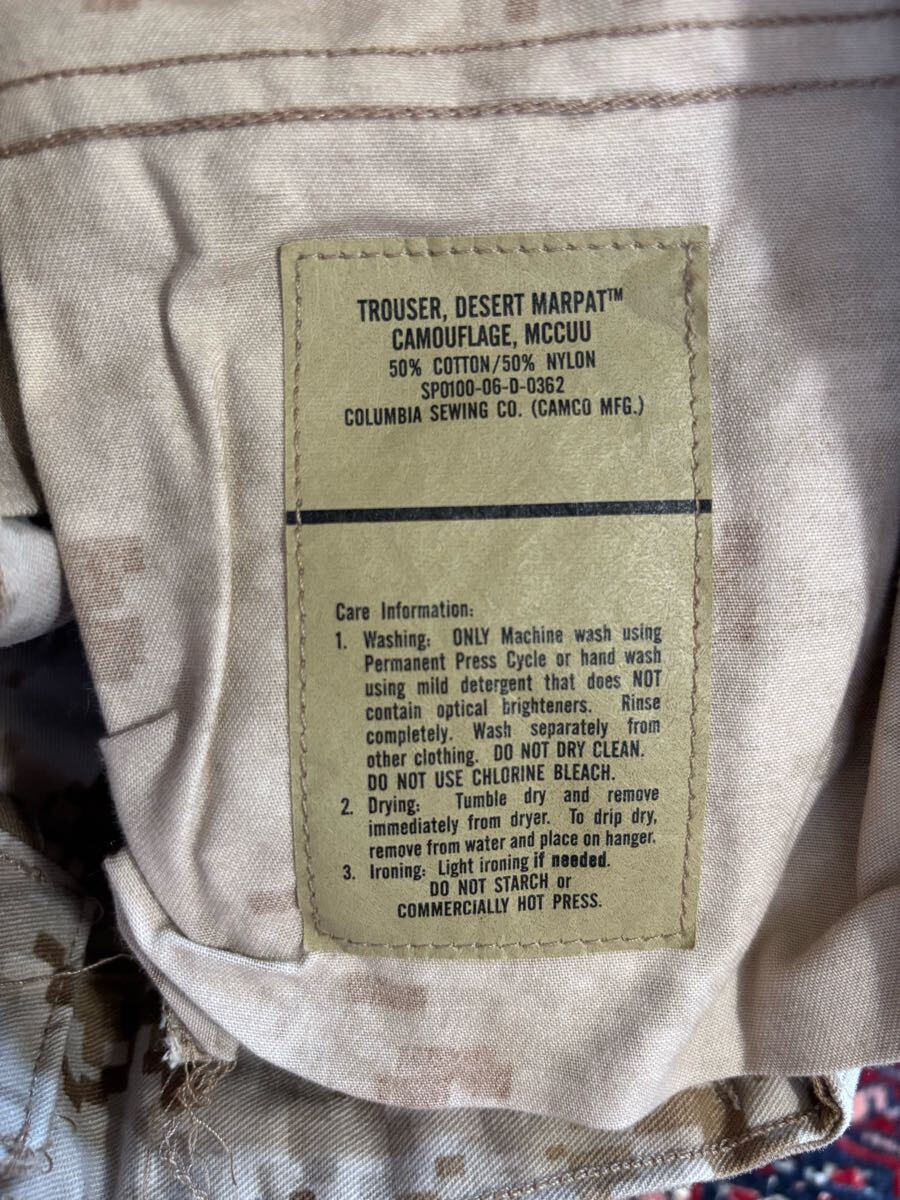 TROUSER, DESERT MARPAT™
CAMOUFLAGE, MCCUU
50% COTTON/50% NYLON
SP0100-06-D-0362
COLUMBIA SEWING CO. (CAMCO MFG.)
Care Information:
1. Washing: ONLY Machine wash using
Permanent Press Cycle or hand wash
using mild detergent that does NOT
contain optical brighteners. Rinse
completely. Wash separately from
other clothing. DO NOT DRY CLEAN.
DO NOT USE CHLORINE BLEACH.
2. Drying: Tumble dry and remove
immediately from dryer. To drip dry,
remove from water and place on hanger.
3. Ironing: Light ironing if needed.
DO NOT STARCH or
COMMERCIALLY HOT PRESS.